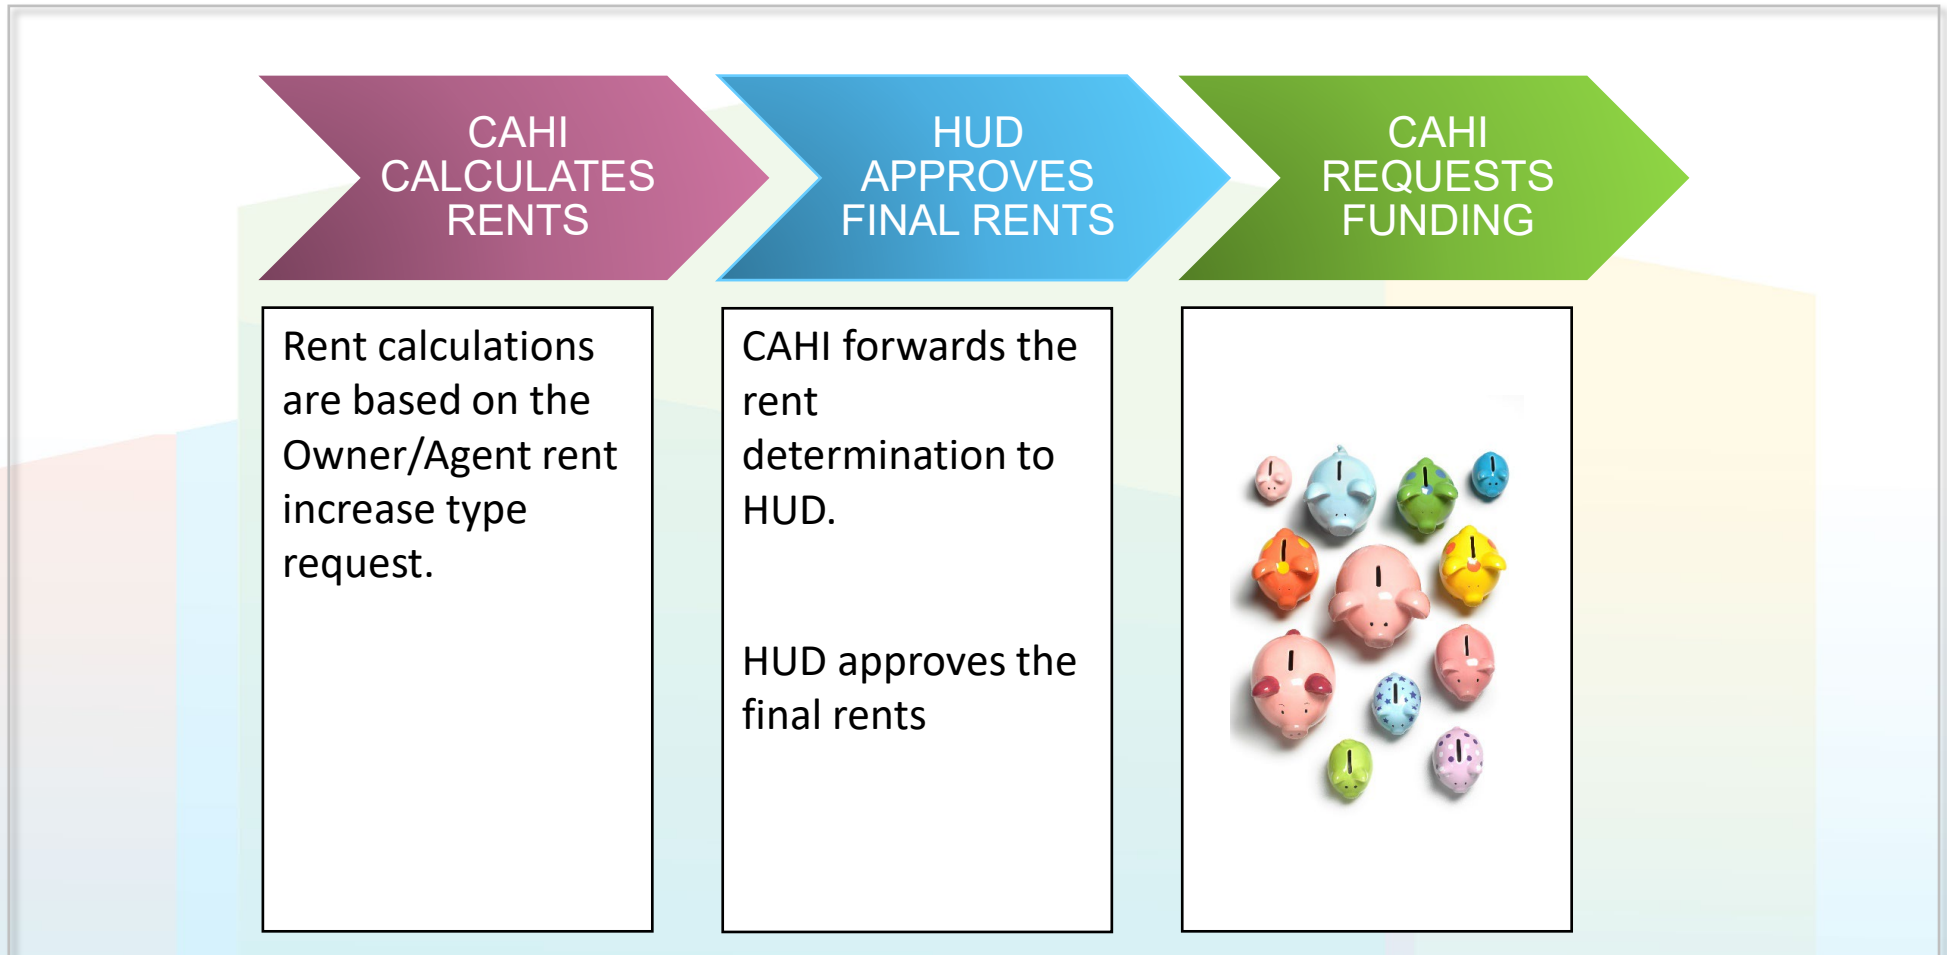 CAHI
CALCULATES
RENTS
HUD
APPROVES
FINAL RENTS
CAHI
REQUESTS
FUNDING
Rent calculations
are based on the
Owner/Agent rent
increase type
request.
CAHI forwards the
rent
determination to
HUD.
HUD approves the
final rents